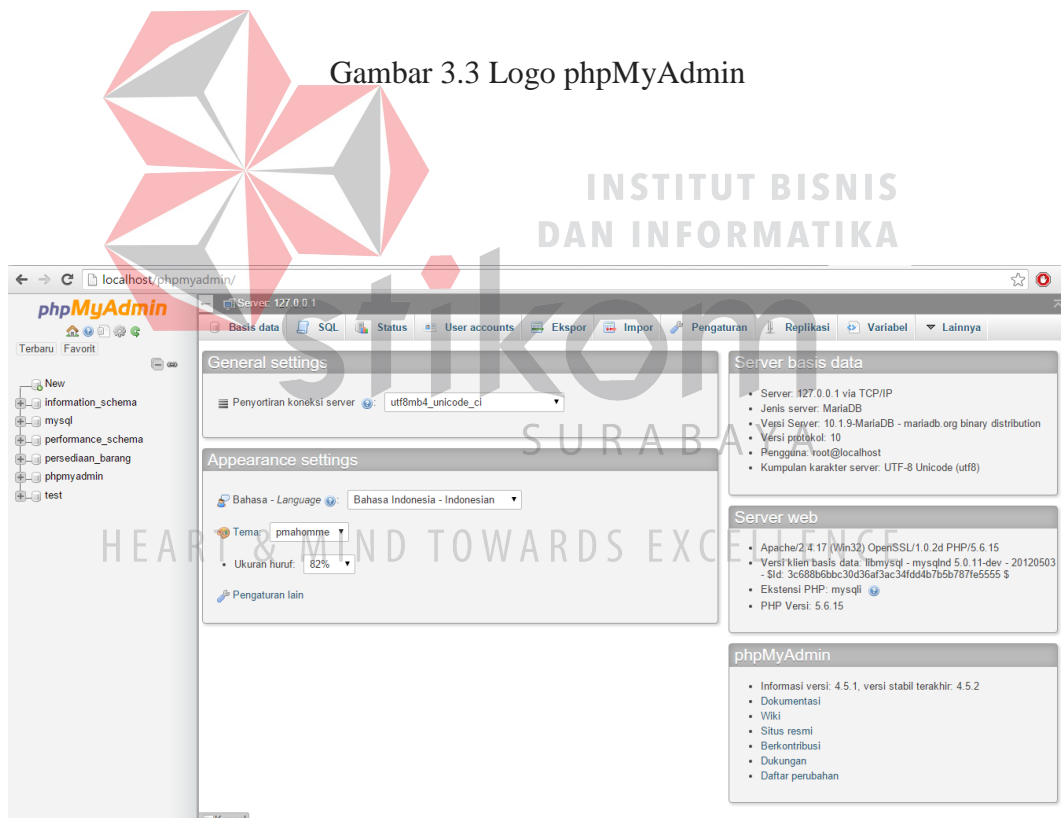 Gambar 3.3 Logo phpMyAdmin
INSTITUT BISNIS
DAN INFORMATIKA
stikom
SURABAYA
HEART & MIND TOWARDS EXCELLENCE
localhost/phpmyadmin/
phpMyAdmin
Terbaru Favorit
New
information_schema
mysql
performance_schema
persediaan_barang
phpmyadmin
test
Server: 127.0.0.1
Basis data SQL Status User accounts Ekspor Impor Pengaturan Replikasi Variabel Lainnya
General settings
Penyortiran koneksi server : utf8mb4_unicode_ci
Appearance settings
Bahasa - Language : Bahasa Indonesia - Indonesian
Tema: pmahomme
Ukuran huruf: 82%
Pengaturan lain
Server basis data
Server: 127.0.0.1 via TCP/IP
Jenis server: MariaDB
Versi Server: 10.1.9-MariaDB - mariadb.org binary distribution
Versi protokol: 10
Pengguna: root@localhost
Kumpulan karakter server: UTF-8 Unicode (utf8)
Server web
Apache/2.4.17 (Win32) OpenSSL/1.0.2d PHP/5.6.15
Versi klien basis data: libmysql - mysqlnd 5.0.11-dev - 20120503
- $Id: 3c688b6bbc30d36af3ac34fdd4b7b5b787fe5555 $
Ekstensi PHP: mysqli
PHP Versi: 5.6.15
phpMyAdmin
Informasi versi: 4.5.1, versi stabil terakhir: 4.5.2
Dokumentasi
Wiki
Situs resmi
Berkontribusi
Dukungan
Daftar perubahan